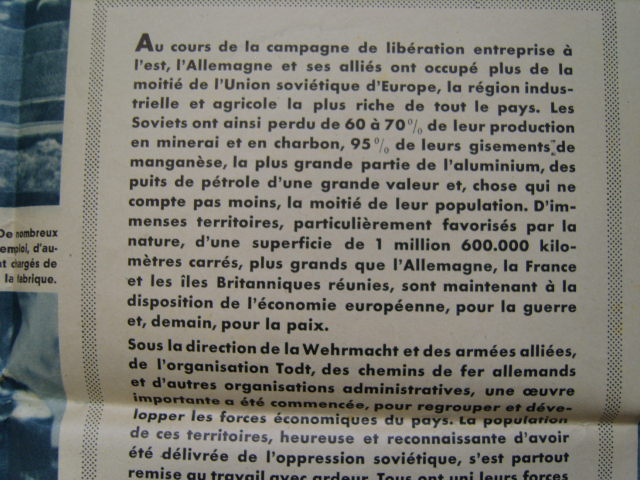 De nombreux
emploi, d'au-
nt chargés de
la fabrique.
Au cours de la campagne de libération entreprise à
l'est, l'Allemagne et ses alliés ont occupé plus de la
moitié de l'Union soviétique d'Europe, la région indus-
trielle et agricole la plus riche de tout le pays. Les
Soviets ont ainsi perdu de 60 à 70% de leur production
en minerai et en charbon, 95% de leurs gisements de
manganèse, la plus grande partie de l'aluminium, des
puits de pétrole d'une grande valeur et, chose qui ne
compte pas moins, la moitié de leur population. D'im-
menses territoires, particulièrement favorisés par la
nature, d'une superficie de 1 million 600.000 kilo-
mètres carrés, plus grands que l'Allemagne, la France
et les îles Britanniques réunies, sont maintenant à la
disposition de l'économie européenne, pour la guerre
et, demain, pour la paix.
Sous la direction de la Wehrmacht et des armées alliées,
de l'organisation Todt, des chemins de fer allemands
et d'autres organisations administratives, une œuvre
importante a été commencée, pour regrouper et déve-
lopper les forces économiques du pays. La population
de ces territoires, heureuse et reconnaissante d'avoir
été délivrée de l'oppression soviétique, s'est partout
remise au travail avec ardeur. Tous ont uni leurs forces